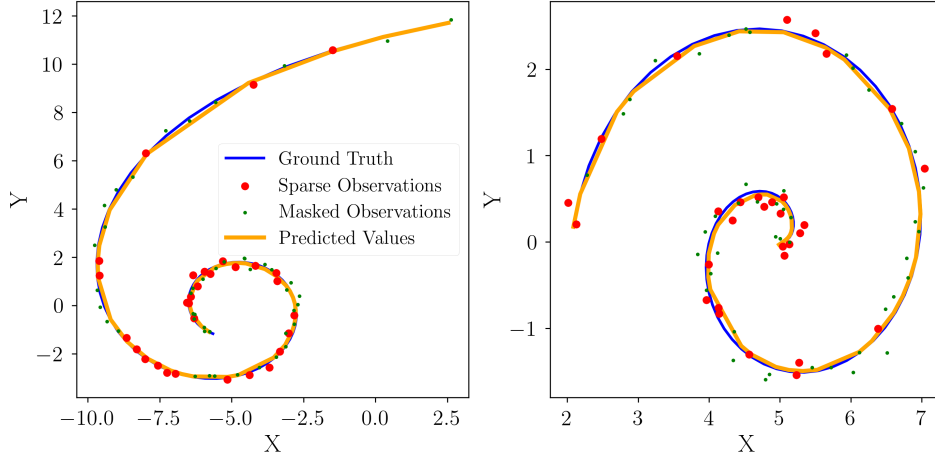 12
10
8
6
4
2
0
−2
Y
−10.0 −7.5 −5.0 −2.5 0.0 2.5
X
Ground Truth
Sparse Observations
Masked Observations
Predicted Values
2
1
0
−1
Y
2 3 4 5 6 7
X